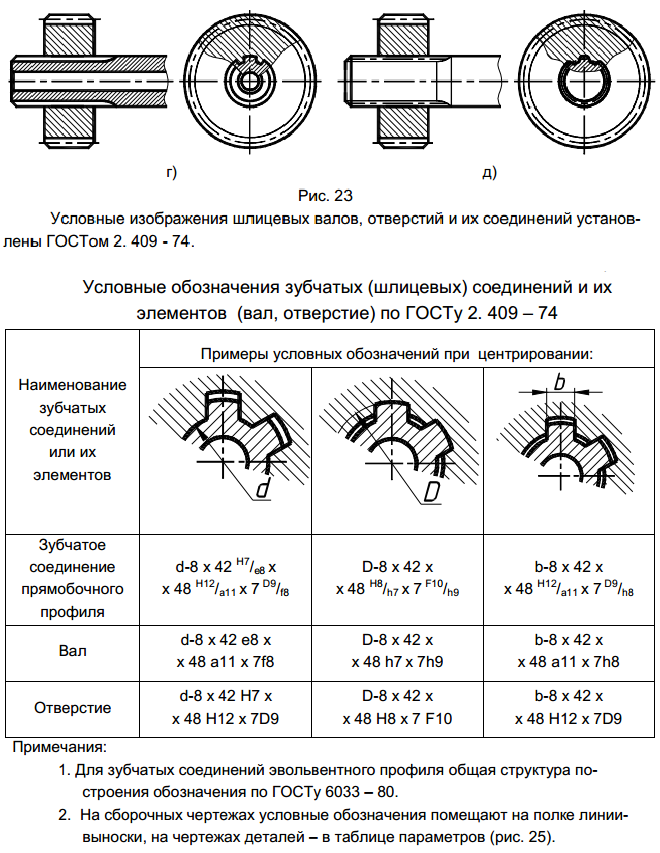 г)
д)
Рис. 23
Условные изображения шлицевых валов, отверстий и их соединений установ-
лены ГОСТом 2. 409 - 74.
Условные обозначения зубчатых (шлицевых) соединений и их
элементов (вал, отверстие) по ГОСТу 2. 409 – 74
Наименование
зубчатых
соединений
или их
элементов
Примеры условных обозначений при центрировании:
d
D
b
Зубчатое
соединение
прямобочного
профиля
d-8 x 42 H7/e8 x
x 48 H12/a11 x 7 D9/f8
D-8 x 42 x
x 48 H8/h7 x 7 F10/h9
b-8 x 42 x
x 48 H12/a11 x 7 D9/h8
Вал
d-8 x 42 e8 x
x 48 a11 x 7f8
D-8 x 42 x
x 48 h7 x 7h9
b-8 x 42 x
x 48 a11 x 7h8
Отверстие
d-8 x 42 H7 x
x 48 H12 x 7D9
D-8 x 42 x
x 48 H8 x 7 F10
b-8 x 42 x
x 48 H12 x 7D9
Примечания:
1. Для зубчатых соединений эвольвентного профиля общая структура по-
строения обозначения по ГОСТу 6033 – 80.
2. На сборочных чертежах условные обозначения помещают на полке линии-
выноски, на чертежах деталей – в таблице параметров (рис. 25).